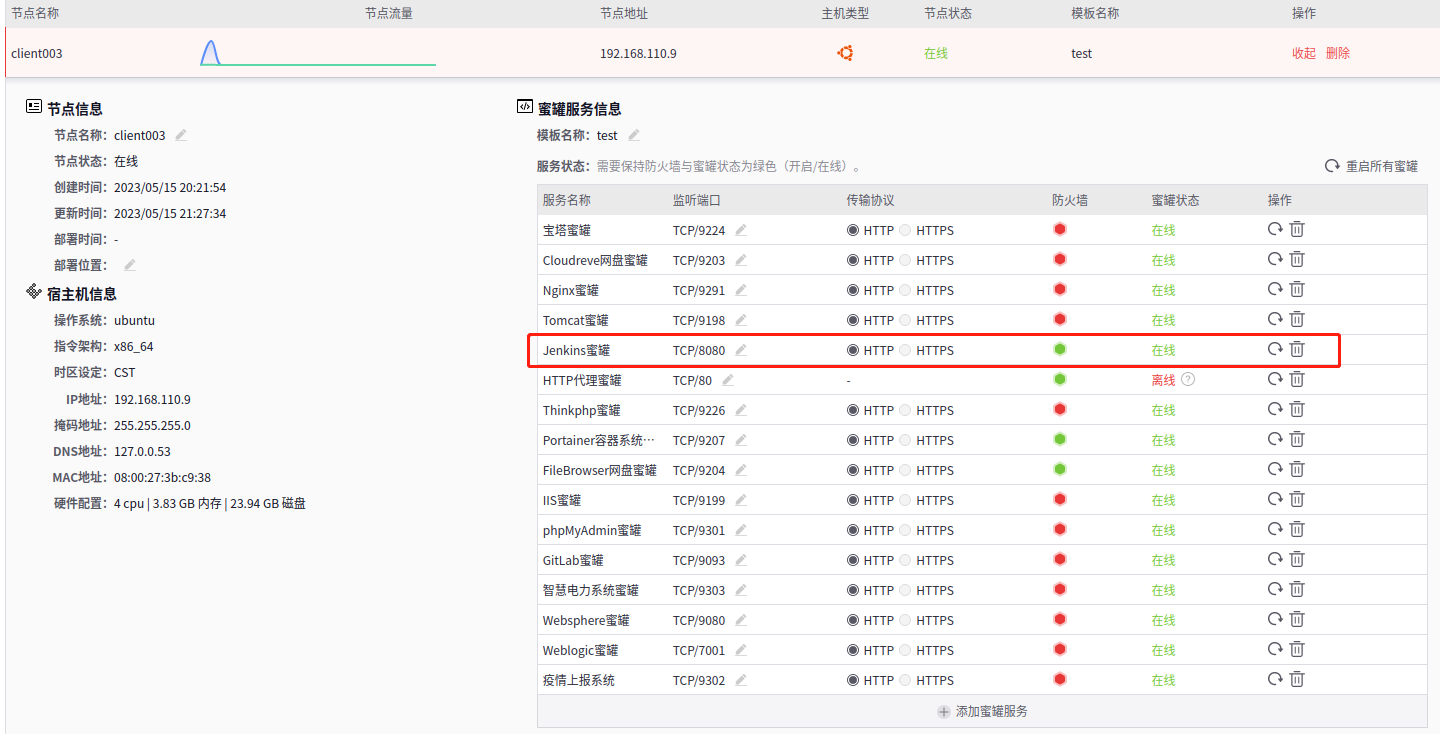 节点名称 节点流量 节点地址 主机类型 节点状态 模板名称 操作
client003 192.168.110.9 在线 test 收起 删除
节点信息
节点名称：client003
节点状态：在线
创建时间：2023/05/15 20:21:54
更新时间：2023/05/15 21:27:34
部署时间：-
部署位置：
宿主机信息
操作系统：ubuntu
指令架构：x86_64
时区设定：CST
IP地址：192.168.110.9
掩码地址：255.255.255.0
DNS地址：127.0.0.53
MAC地址：08:00:27:3b:c9:38
硬件配置：4 cpu | 3.83 GB 内存 | 23.94 GB 磁盘
蜜罐服务信息
模板名称：test
服务状态：需要保持防火墙与蜜罐状态为绿色（开启/在线）。 重启所有蜜罐
服务名称 监听端口 传输协议 防火墙 蜜罐状态 操作
宝塔蜜罐 TCP/9224 HTTP HTTPS 在线
Cloudreve网盘蜜罐 TCP/9203 HTTP HTTPS 在线
Nginx蜜罐 TCP/9291 HTTP HTTPS 在线
Tomcat蜜罐 TCP/9198 HTTP HTTPS 在线
Jenkins蜜罐 TCP/8080 HTTP HTTPS 在线
HTTP代理蜜罐 TCP/80 - 离线 ?
Thinkphp蜜罐 TCP/9226 HTTP HTTPS 在线
Portainer容器系统… TCP/9207 HTTP HTTPS 在线
FileBrowser网盘蜜罐 TCP/9204 HTTP HTTPS 在线
IIS蜜罐 TCP/9199 HTTP HTTPS 在线
phpMyAdmin蜜罐 TCP/9301 HTTP HTTPS 在线
GitLab蜜罐 TCP/9093 HTTP HTTPS 在线
智慧电力系统蜜罐 TCP/9303 HTTP HTTPS 在线
Websphere蜜罐 TCP/9080 HTTP HTTPS 在线
Weblogic蜜罐 TCP/7001 HTTP HTTPS 在线
疫情上报系统 TCP/9302 HTTP HTTPS 在线
添加蜜罐服务